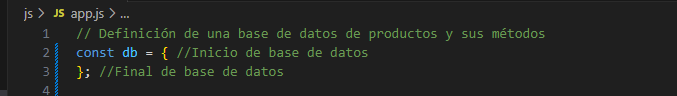 js > JS app.js > ...
1 // Definición de una base de datos de productos y sus métodos
2 const db = { //Inicio de base de datos
3 }; //Final de base de datos
4